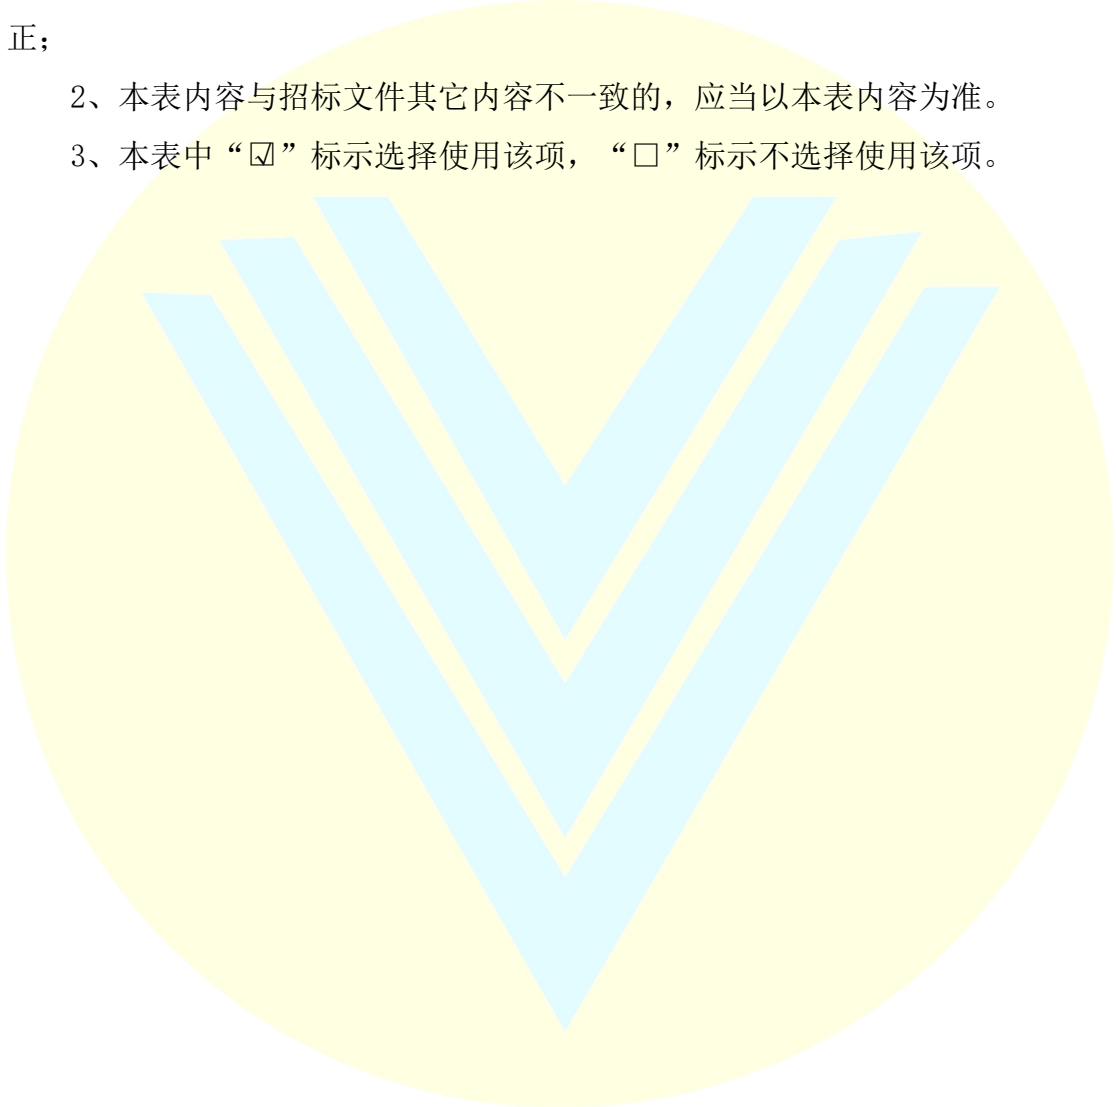 正；
2、本表内容与招标文件其它内容不一致的，应当以本表内容为准。
3、本表中“☑”标示选择使用该项，“□”标示不选择使用该项。